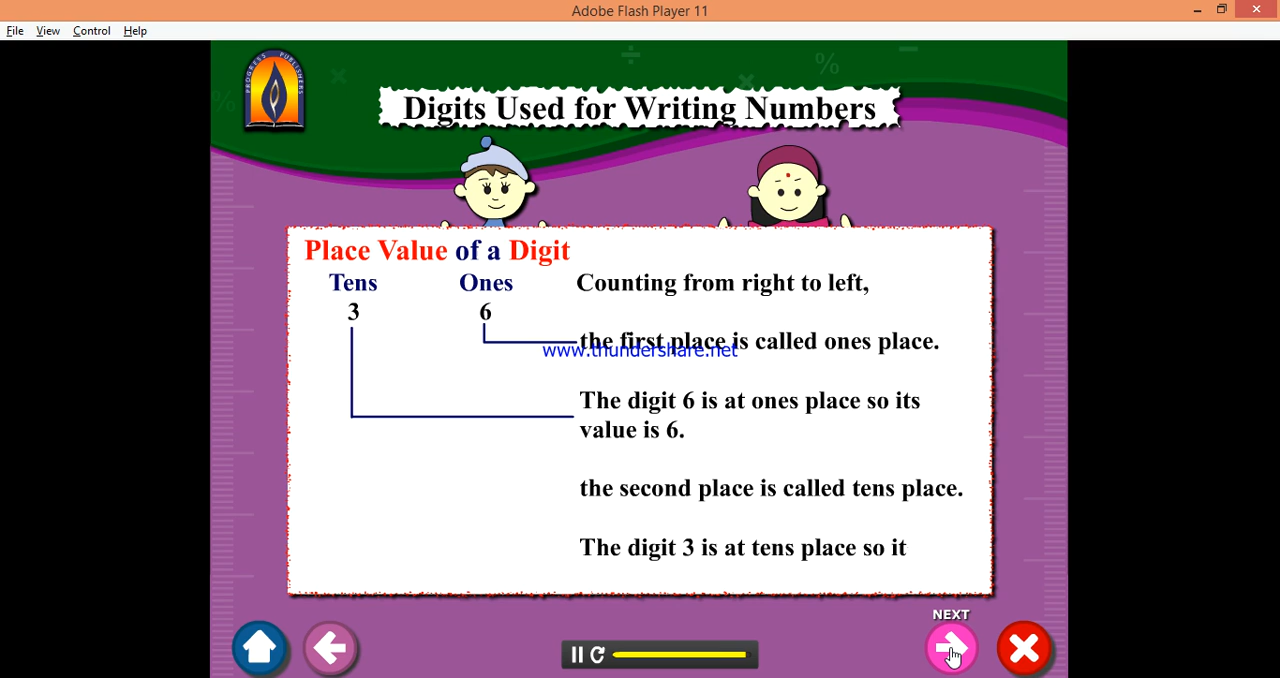 Adobe Flash Player 11
File View Control Help
PROGRESS PUBLISHERS
Digits Used for Writing Numbers
Place Value of a Digit
Tens Ones Counting from right to left,
3 6
the first place is called ones place.
www.thundershare.net
The digit 6 is at ones place so its
value is 6.
the second place is called tens place.
The digit 3 is at tens place so it
NEXT